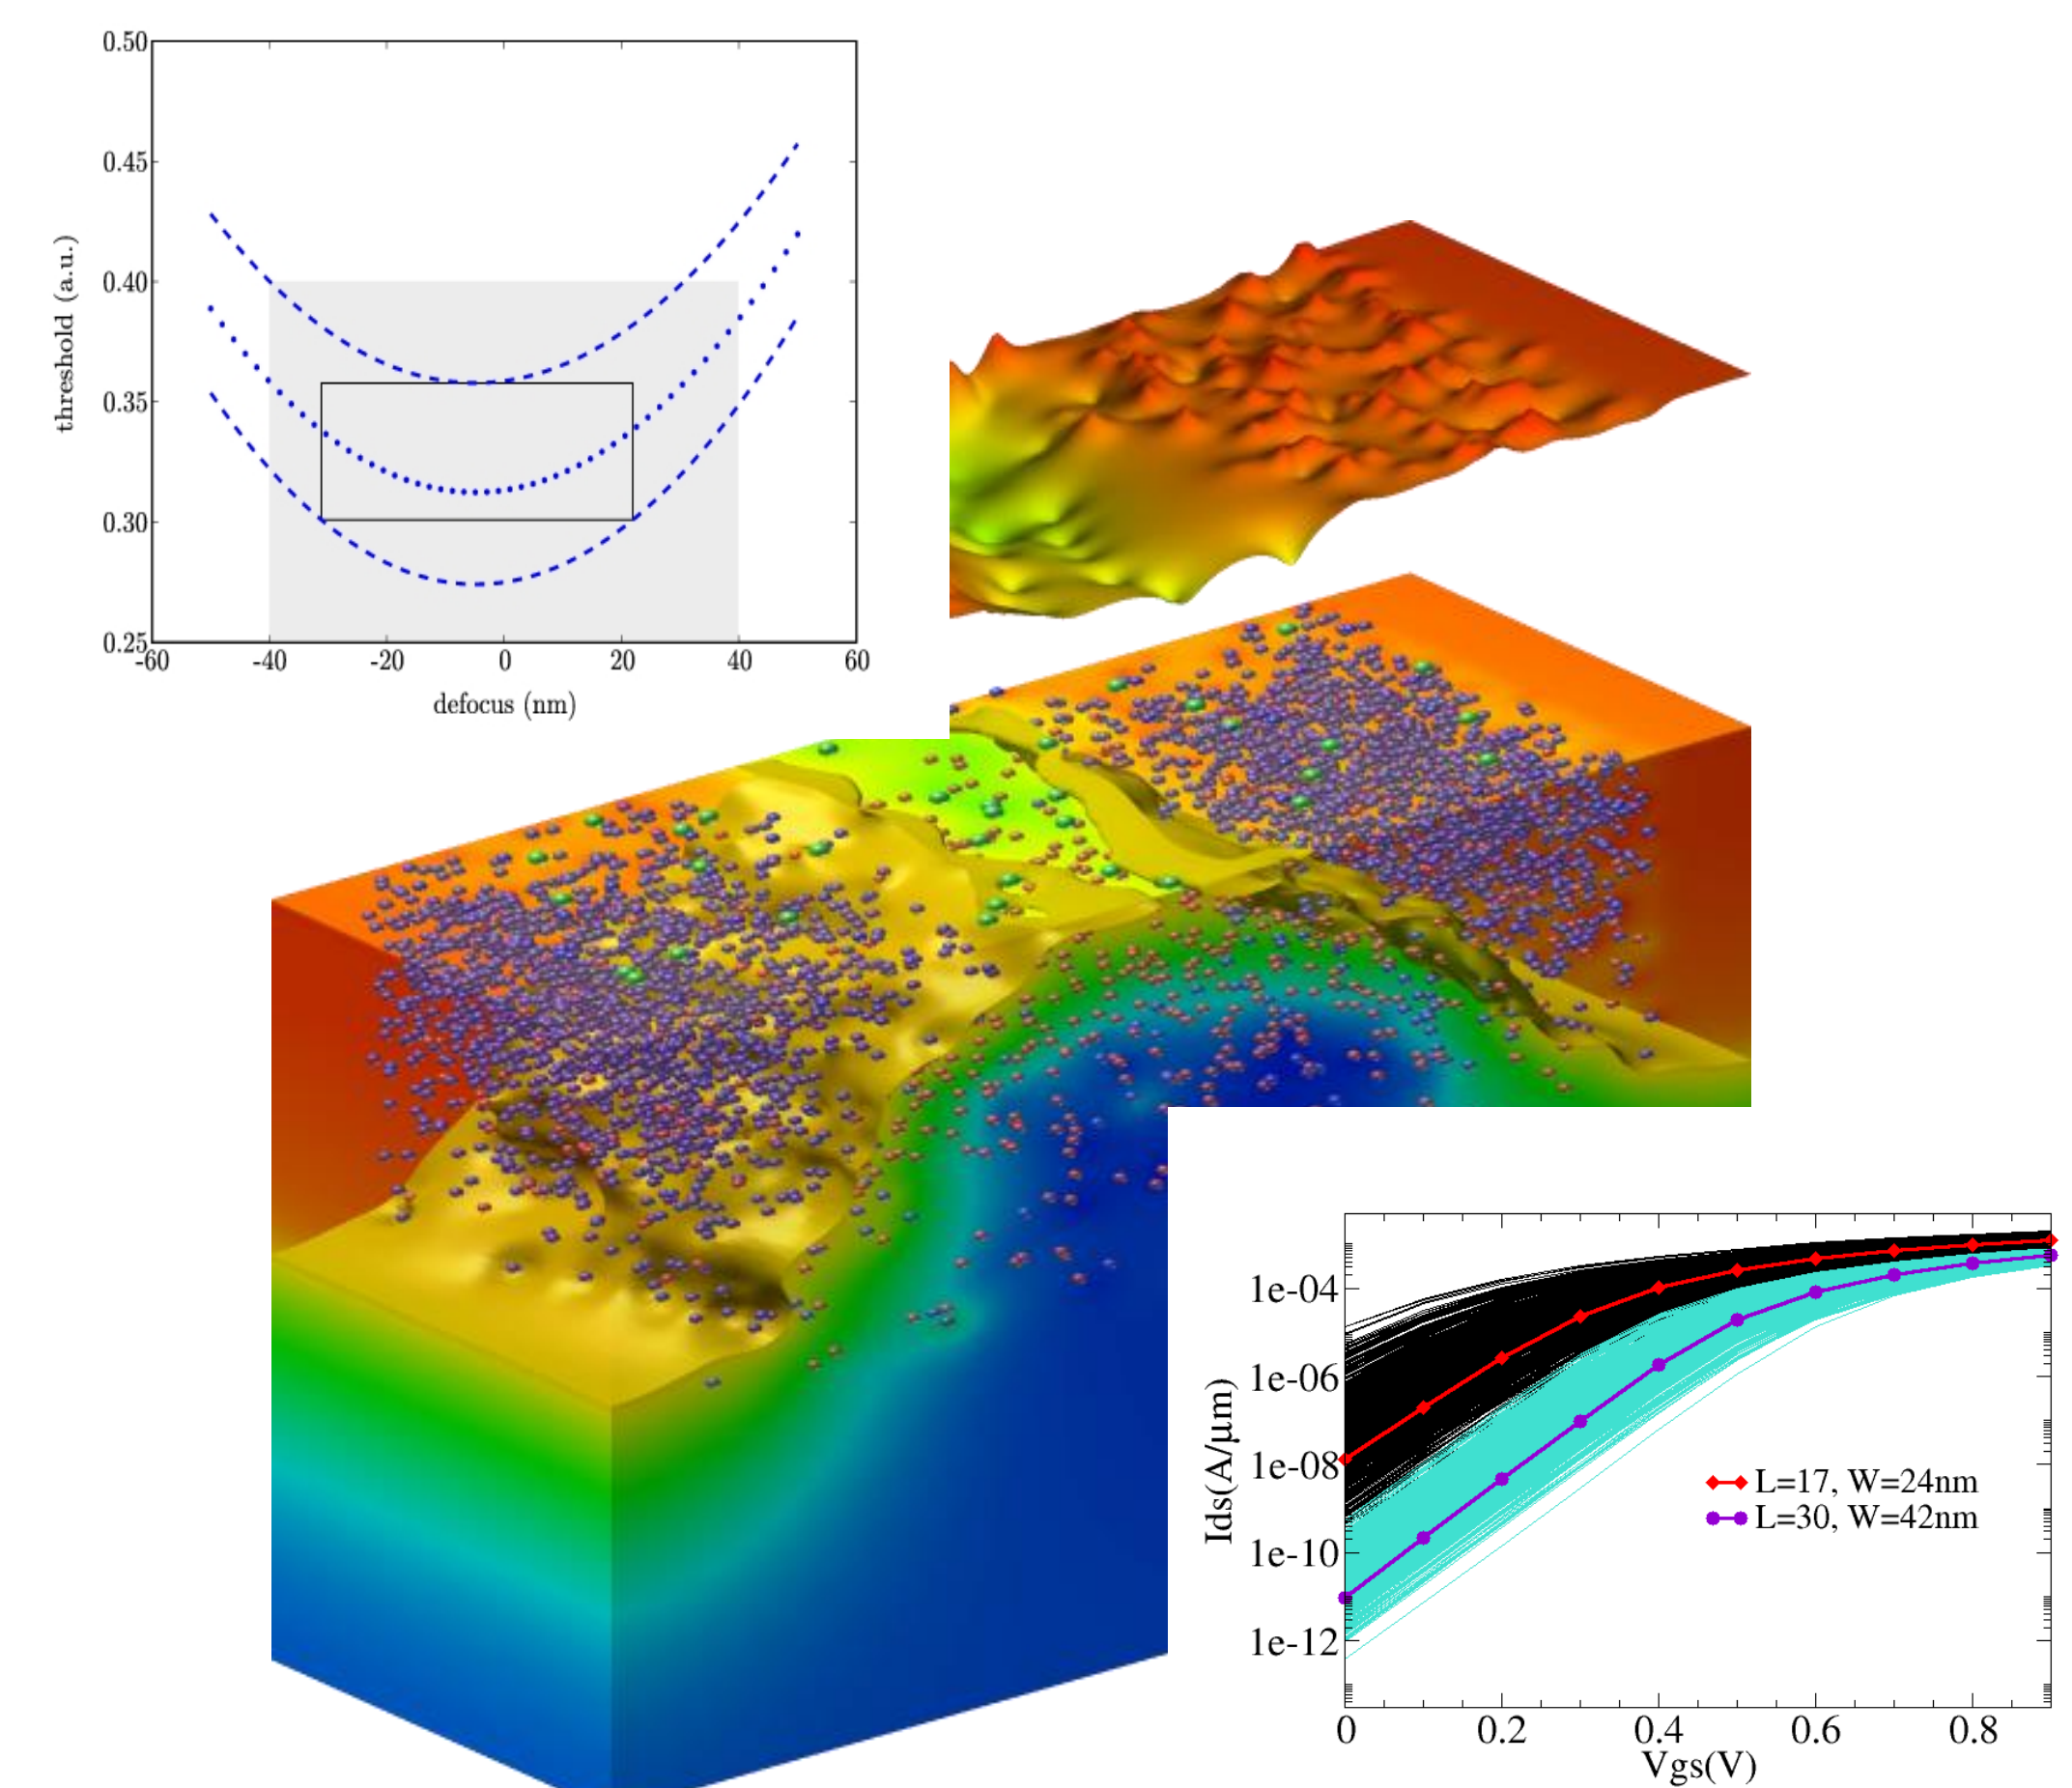 0.50
0.45
0.40
0.35
0.30
0.25
threshold (a.u.)
-60 -40 -20 0 20 40 60
defocus (nm)
1e-04
1e-06
1e-08
1e-10
1e-12
Ids(A/μm)
L=17, W=24nm
L=30, W=42nm
0 0.2 0.4 0.6 0.8
Vgs(V)